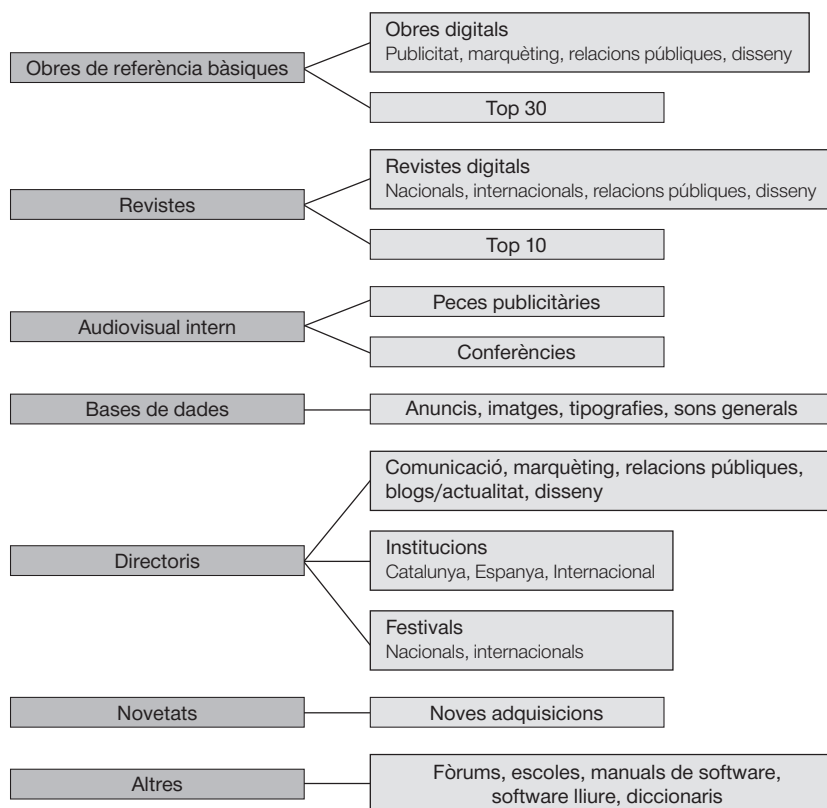 Obres de referència bàsiques
Obres digitals
Publicitat, marquèting, relacions públiques, disseny
Top 30
Revistes
Revistes digitals
Nacionals, internacionals, relacions públiques, disseny
Top 10
Audiovisual intern
Peces publicitàries
Conferències
Bases de dades
Anuncis, imatges, tipografies, sons generals
Directoris
Comunicació, marquèting, relacions públiques,
blogs/actualitat, disseny
Institucions
Catalunya, Espanya, Internacional
Festivals
Nacionals, internacionals
Novetats
Noves adquisicions
Altres
Fòrums, escoles, manuals de software,
software lliure, diccionaris